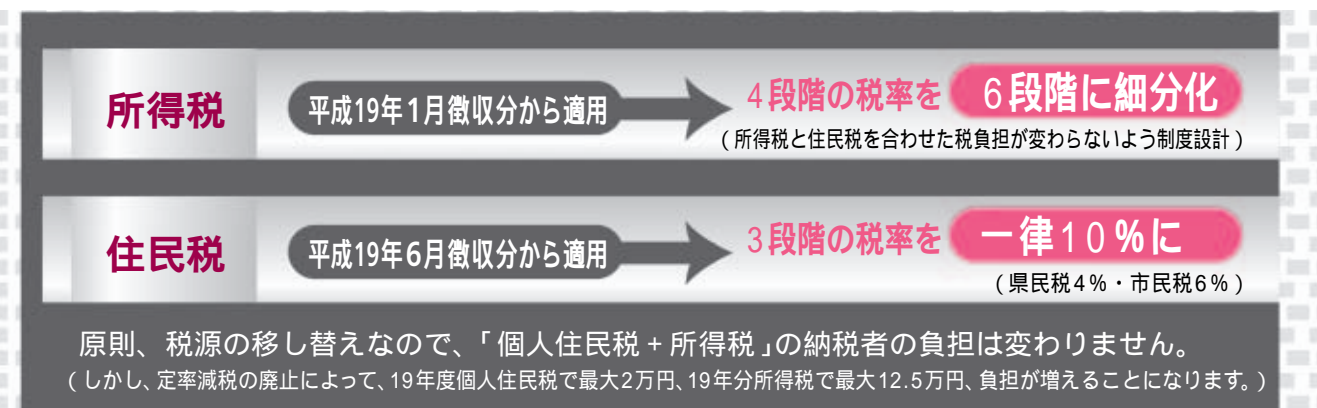 所得税
平成19年1月徴収分から適用
4段階の税率を 6段階に細分化
(所得税と住民税を合わせた税負担が変わらないよう制度設計)
住民税
平成19年6月徴収分から適用
3段階の税率を 一律10%に
(県民税4%・市民税6%)
原則、税源の移し替えなので、「個人住民税+所得税」の納税者の負担は変わりません。
(しかし、定率減税の廃止によって、19年度個人住民税で最大2万円、19年分所得税で最大12.5万円、負担が増えることになります。)